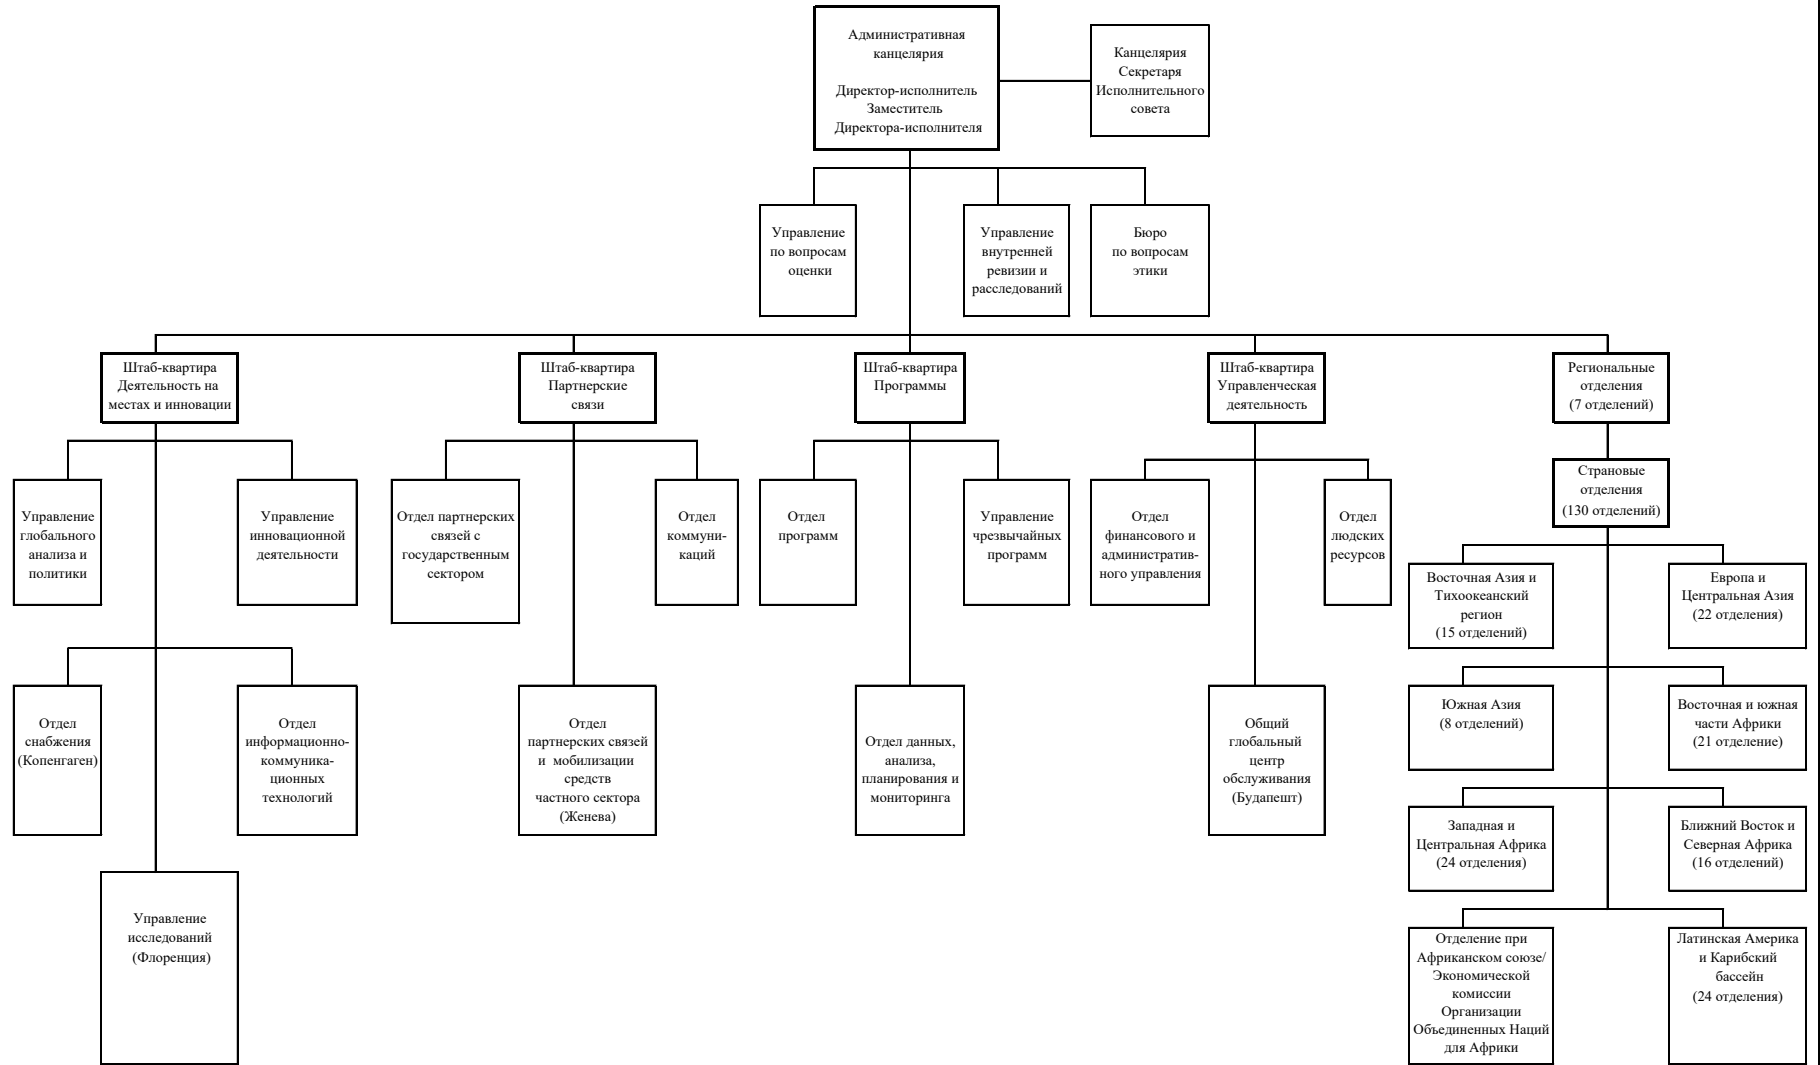 Административная
канцелярия
Директор-исполнитель
Заместитель
Директора-исполнителя
Канцелярия
Секретаря
Исполнительного
совета
Управление
по вопросам
оценки
Управление
внутренней
ревизии и
расследований
Бюро
по вопросам
этики
Штаб-квартира
Деятельность на
местах и инновации
Штаб-квартира
Партнерские
связи
Штаб-квартира
Программы
Штаб-квартира
Управленческая
деятельность
Региональные
отделения
(7 отделений)
Страновые
отделения
(130 отделений)
Управление
глобального
анализа и
политики
Управление
инновационной
деятельности
Отдел партнерских
связей с
государственным
сектором
Отдел
коммуни-
каций
Отдел
программ
Управление
чрезвычайных
программ
Отдел
финансового и
административ-
ного управления
Отдел
людских
ресурсов
Восточная Азия и
Тихоокеанский
регион
(15 отделений)
Европа и
Центральная Азия
(22 отделения)
Отдел
снабжения
(Копенгаген)
Отдел
информационно-
коммуника-
ционных
технологий
Отдел
партнерских связей
и мобилизации
средств
частного сектора
(Женева)
Отдел данных,
анализа,
планирования и
мониторинга
Общий
глобальный
центр
обслуживания
(Будапешт)
Южная Азия
(8 отделений)
Восточная и южная
части Африки
(21 отделение)
Западная и
Центральная Африка
(24 отделения)
Ближний Восток и
Северная Африка
(16 отделений)
Управление
исследований
(Флоренция)
Отделение при
Африканском союзе/
Экономической
комиссии
Организации
Объединенных Наций
для Африки
Латинская Америка
и Карибский
бассейн
(24 отделения)